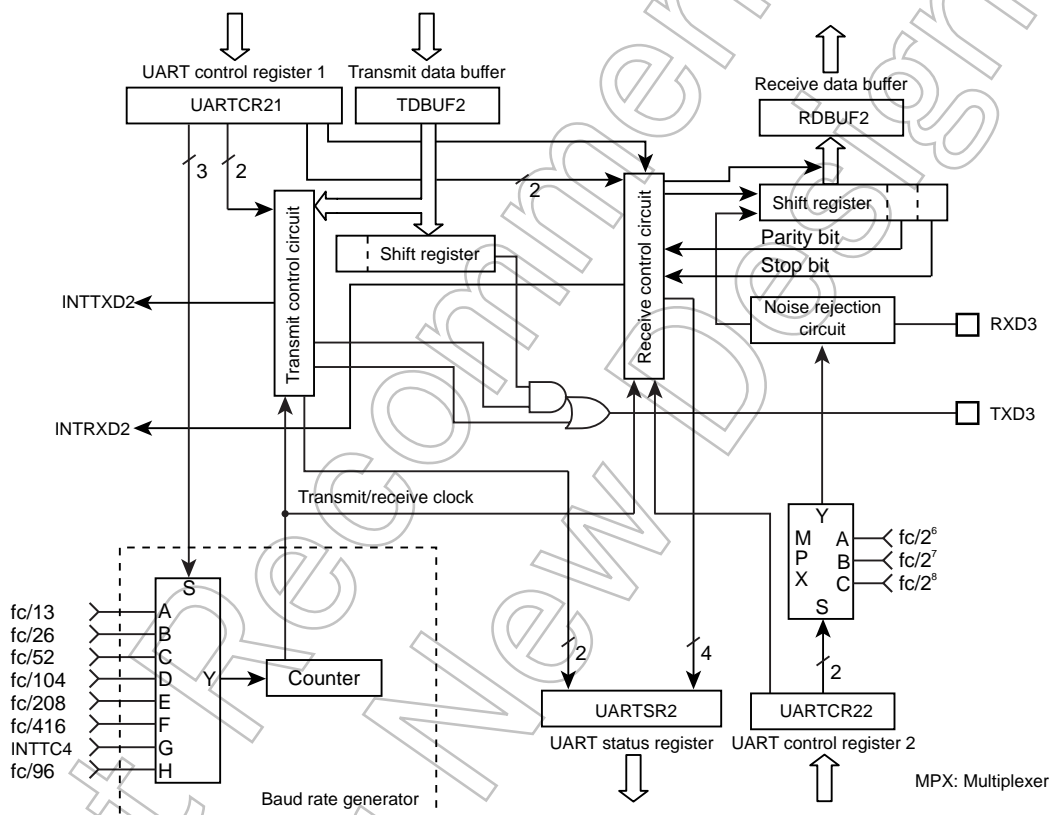 UART control register 1
Transmit data buffer
Receive data buffer
UARTCR21
TDBUF2
RDBUF2
3
2
2
Transmit control circuit
Receive control circuit
Shift register
Shift register
Parity bit
Stop bit
Noise rejection
circuit
INTTXD2
RXD3
INTRXD2
TXD3
Transmit/receive clock
Y
M
P
X
A
B
C
S
fc/2⁶
fc/2⁷
fc/2⁸
S
fc/13
A
fc/26
B
fc/52
C
fc/104
D
fc/208
E
fc/416
F
INTTC4
G
fc/96
H
Y
Counter
Baud rate generator
2
4
2
UARTSR2
UART status register
UARTCR22
UART control register 2
MPX: Multiplexer
t Recommen
New Design